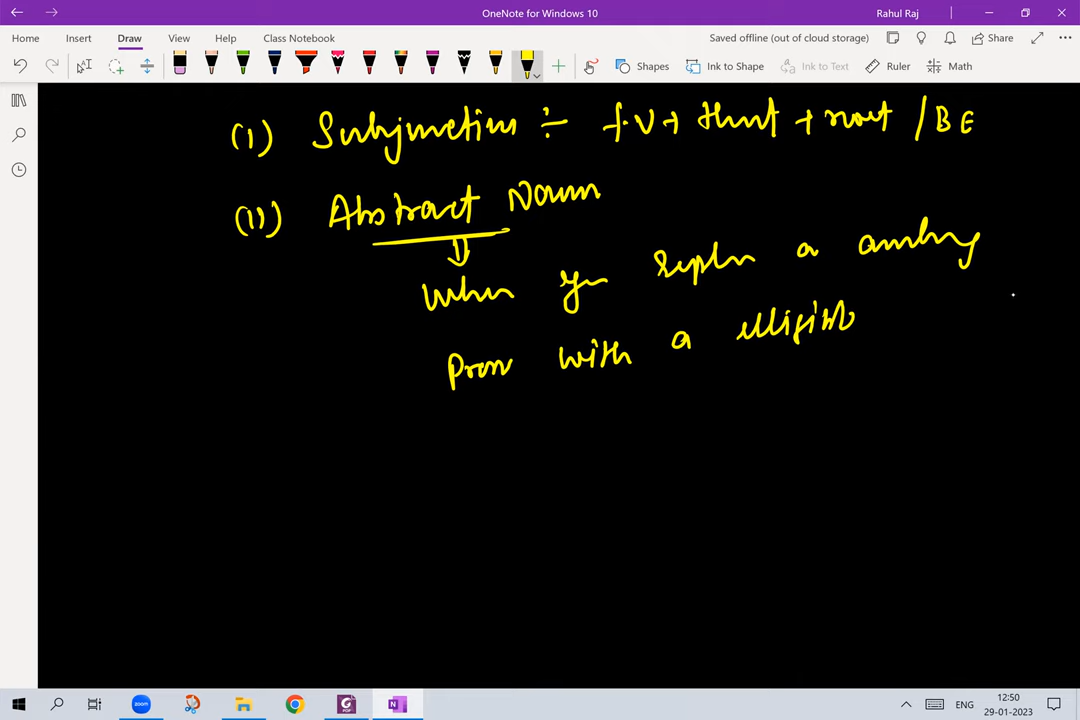 OneNote for Windows 10
Rahul Raj
Home Insert Draw View Help Class Notebook
Saved offline (out of cloud storage) Share
Shapes Ink to Shape Ink to Text Ruler Math
(I) Subjunctive ÷ + that + root / BE
(II) Abstract Noun
When you a
Pron with a
zoom
PDF
ENG
12:50
29-01-2023